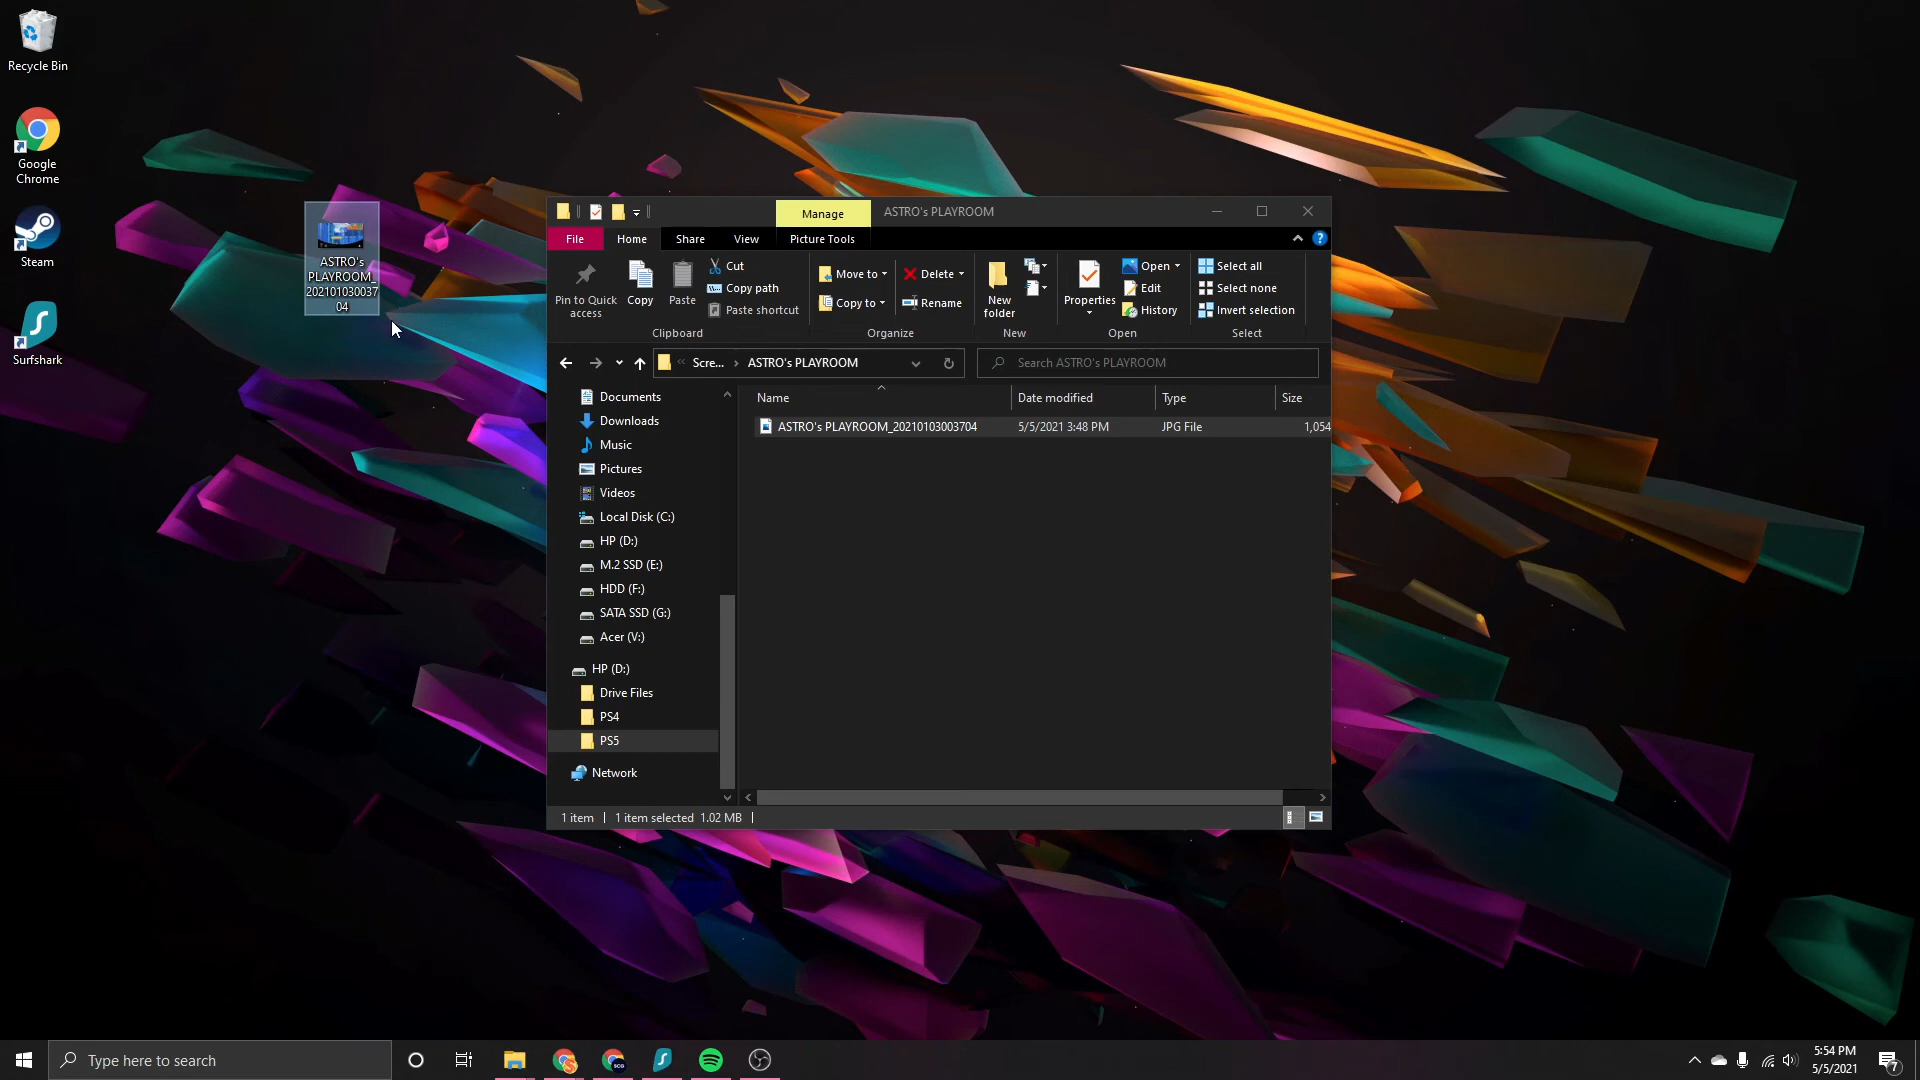 Recycle Bin
Google
Chrome
Steam
Surfshark
ASTRO's
PLAYROOM_
202101030037
04
Manage
ASTRO's PLAYROOM
File
Home
Share
View
Picture Tools
Pin to Quick
access
Copy
Paste
Cut
Copy path
Paste shortcut
Clipboard
Move to
Copy to
Delete
Rename
Organize
New
folder
New
Properties
Open
Edit
History
Open
Select all
Select none
Invert selection
Select
Scre...
ASTRO's PLAYROOM
Search ASTRO's PLAYROOM
Documents
Downloads
Music
Pictures
Videos
Local Disk (C:)
HP (D:)
M.2 SSD (E:)
HDD (F:)
SATA SSD (G:)
Acer (V:)
HP (D:)
Drive Files
PS4
PS5
Network
Name
Date modified
Type
Size
ASTRO's PLAYROOM_20210103003704
5/5/2021 3:48 PM
JPG File
1,054
1 item
1 item selected 1.02 MB
Type here to search
SCG
5:54 PM
5/5/2021
7